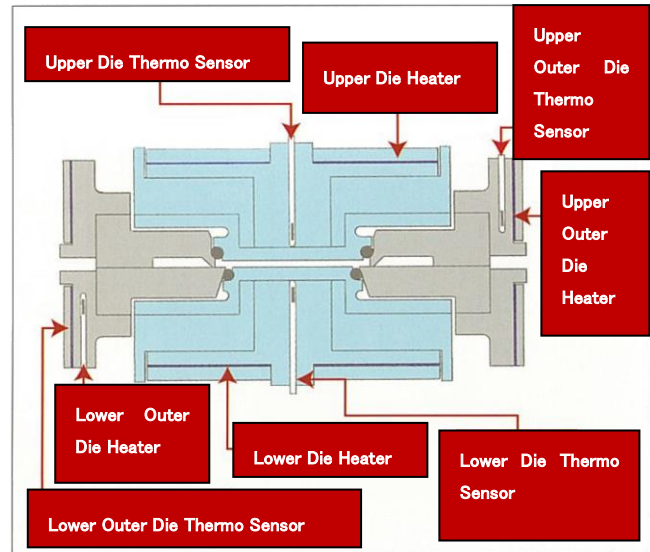 Upper Die Thermo Sensor
Upper Die Heater
Upper
Outer Die
Thermo
Sensor
Upper
Outer
Die
Heater
Lower Outer
Die Heater
Lower Die Heater
Lower Die Thermo
Sensor
Lower Outer Die Thermo Sensor